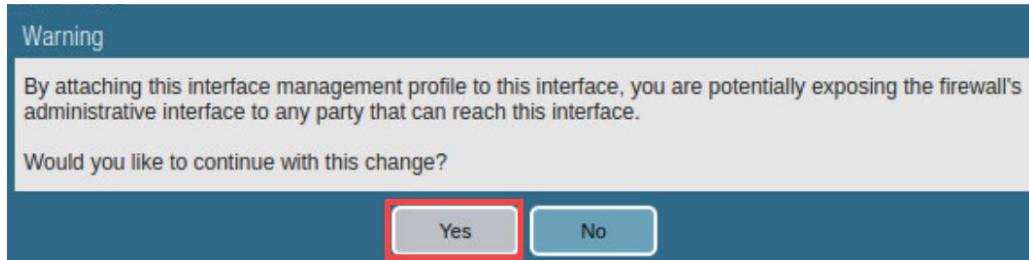 Warning
By attaching this interface management profile to this interface, you are potentially exposing the firewall's
administrative interface to any party that can reach this interface.
Would you like to continue with this change?
Yes No